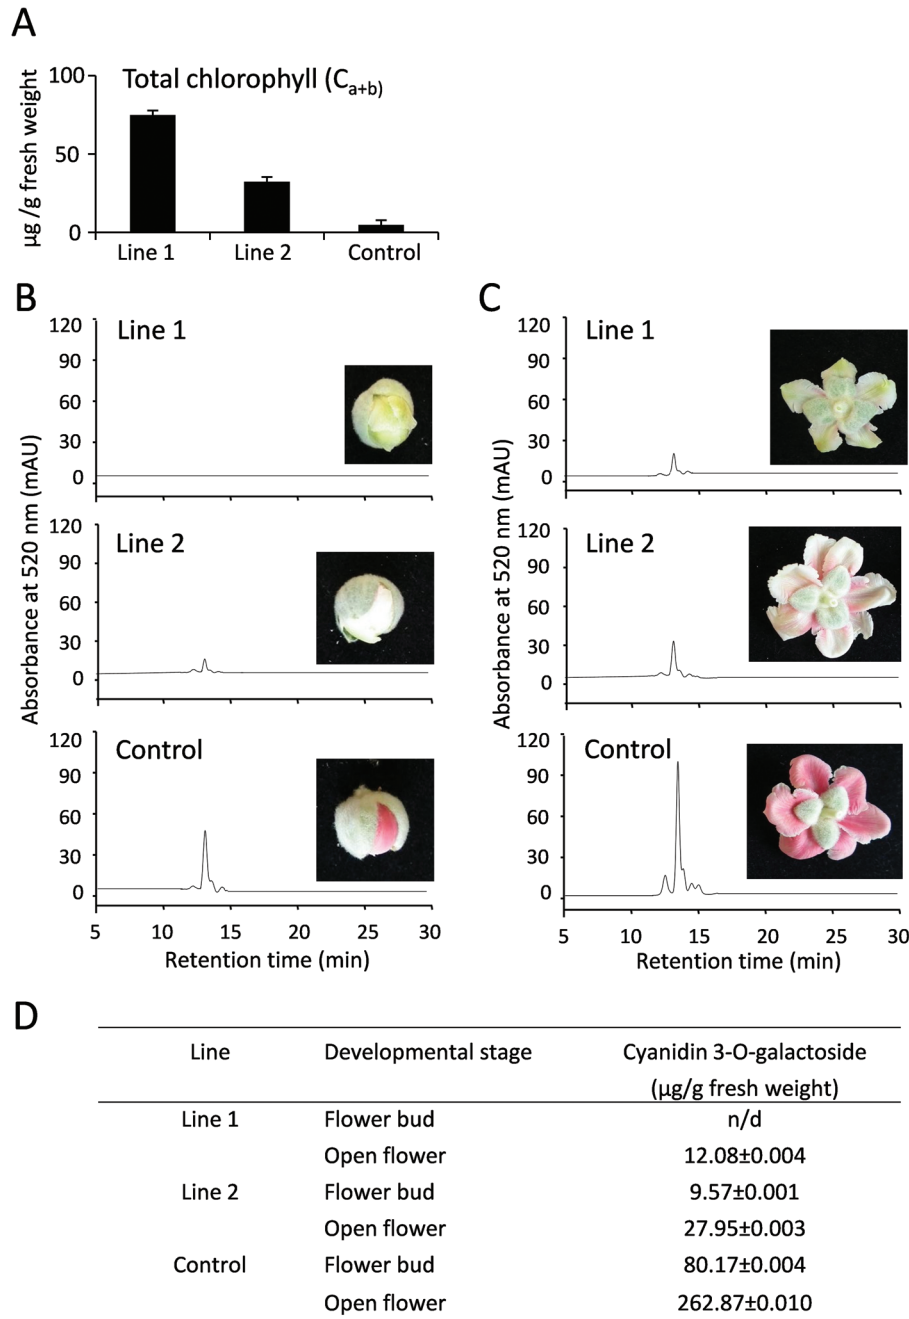 A
Total chlorophyll (Ca+b)
µg /g fresh weight
100
50
0
Line 1 Line 2 Control
B
Absorbance at 520 nm (mAU)
Line 1
120
90
60
30
0
Line 2
120
90
60
30
0
Control
120
90
60
30
0
5 10 15 20 25 30
Retention time (min)
C
Absorbance at 520 nm (mAU)
Line 1
120
90
60
30
0
Line 2
120
90
60
30
0
Control
120
90
60
30
0
5 10 15 20 25 30
Retention time (min)
D
Line Developmental stage Cyanidin 3-O-galactoside
(µg/g fresh weight)
Line 1 Flower bud n/d
Open flower 12.08±0.004
Line 2 Flower bud 9.57±0.001
Open flower 27.95±0.003
Control Flower bud 80.17±0.004
Open flower 262.87±0.010